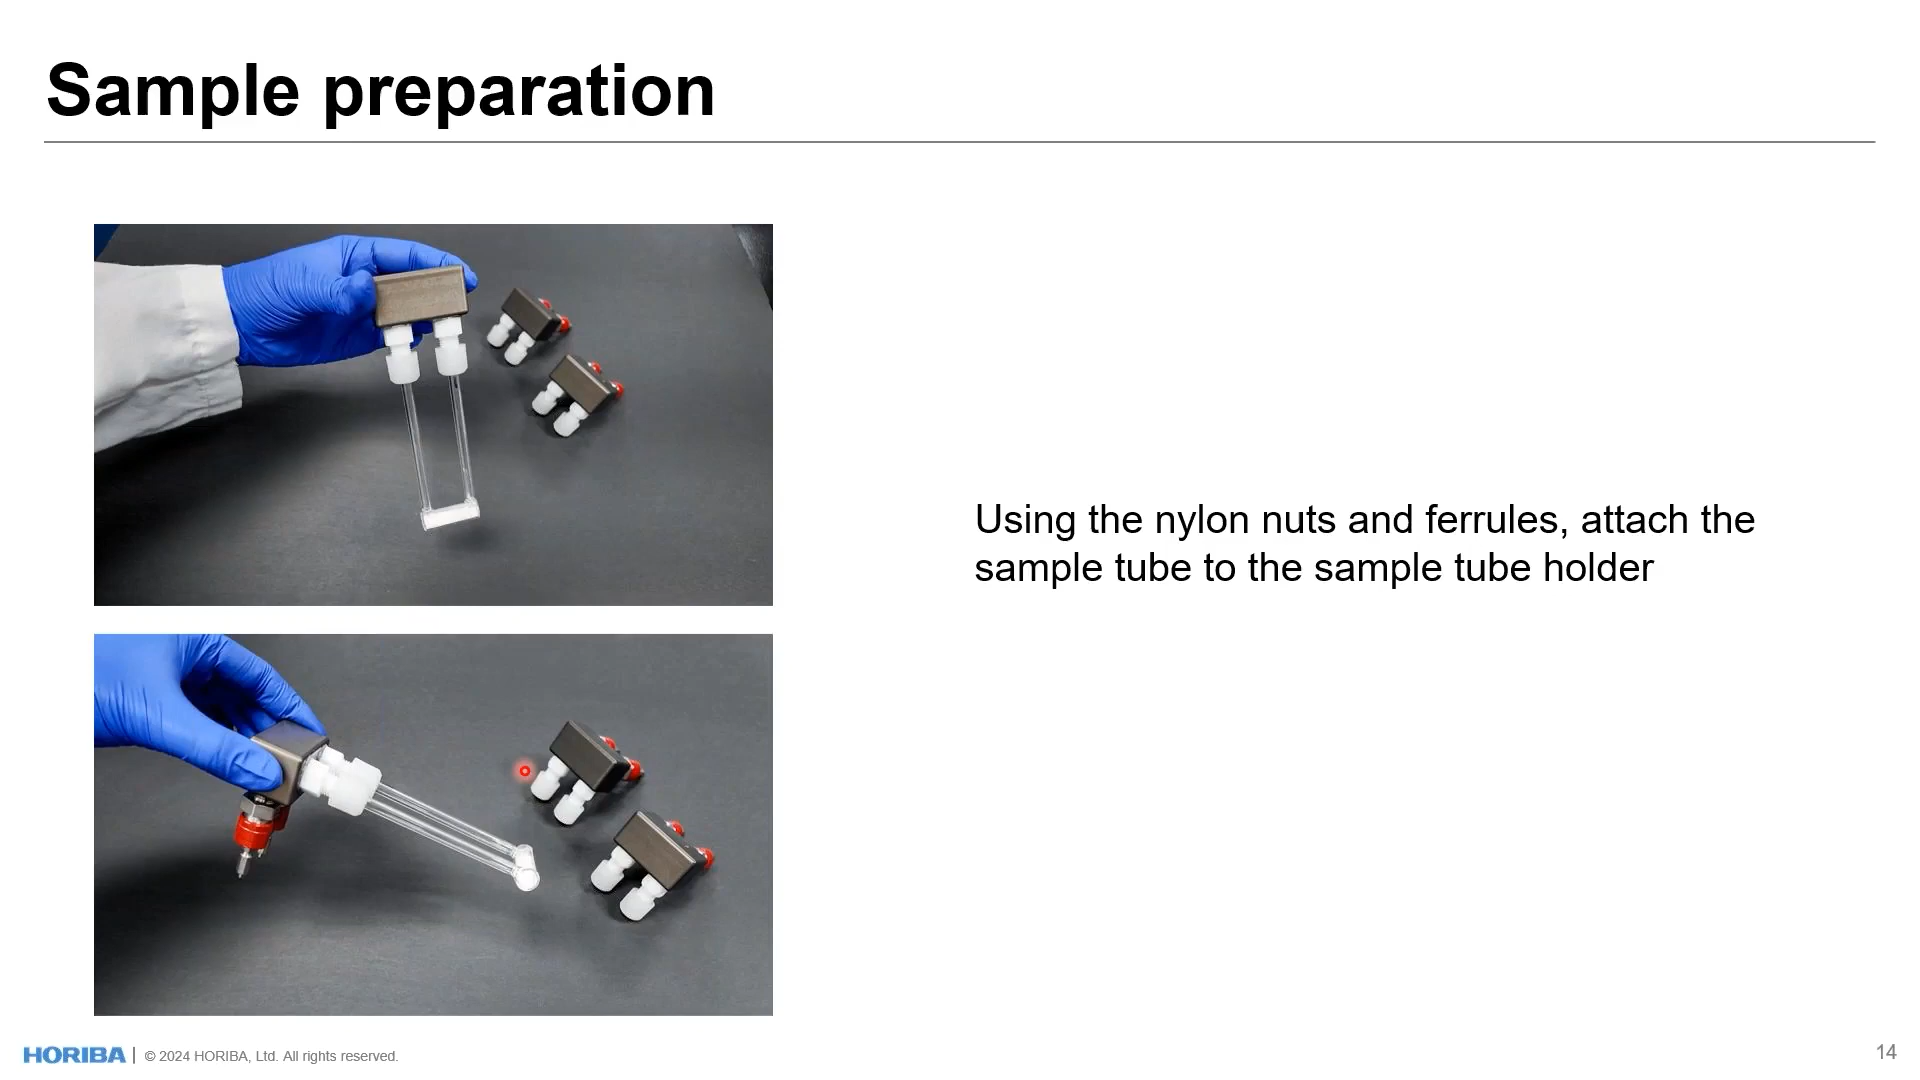 Sample preparation
Using the nylon nuts and ferrules, attach the
sample tube to the sample tube holder
HORIBA | © 2024 HORIBA, Ltd. All rights reserved.
14